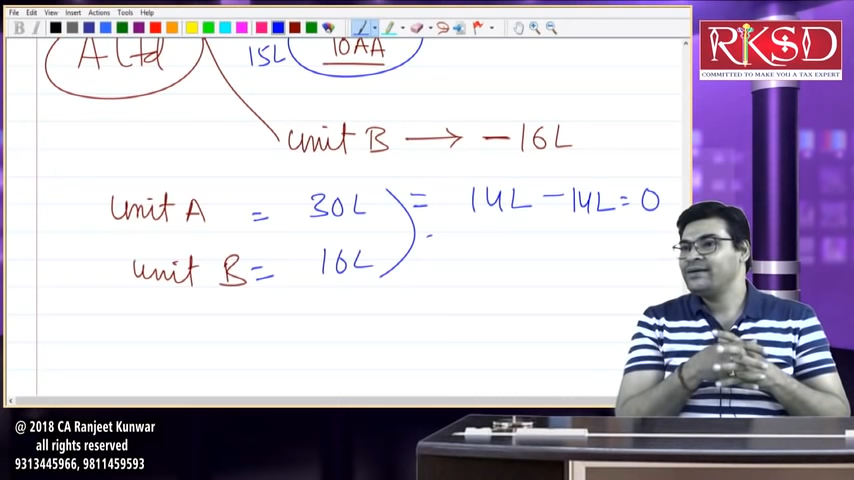 File Edit View Insert Actions Tools Help
B
RKSD
COMMITTED TO MAKE YOU A TAX EXPERT
A Ltd
15L
10AA
unit B → -16L
unit A = 30L = 14L - 14L = 0
unit B = 16L
@ 2018 CA Ranjeet Kunwar
all rights reserved
9313445966, 9811459593